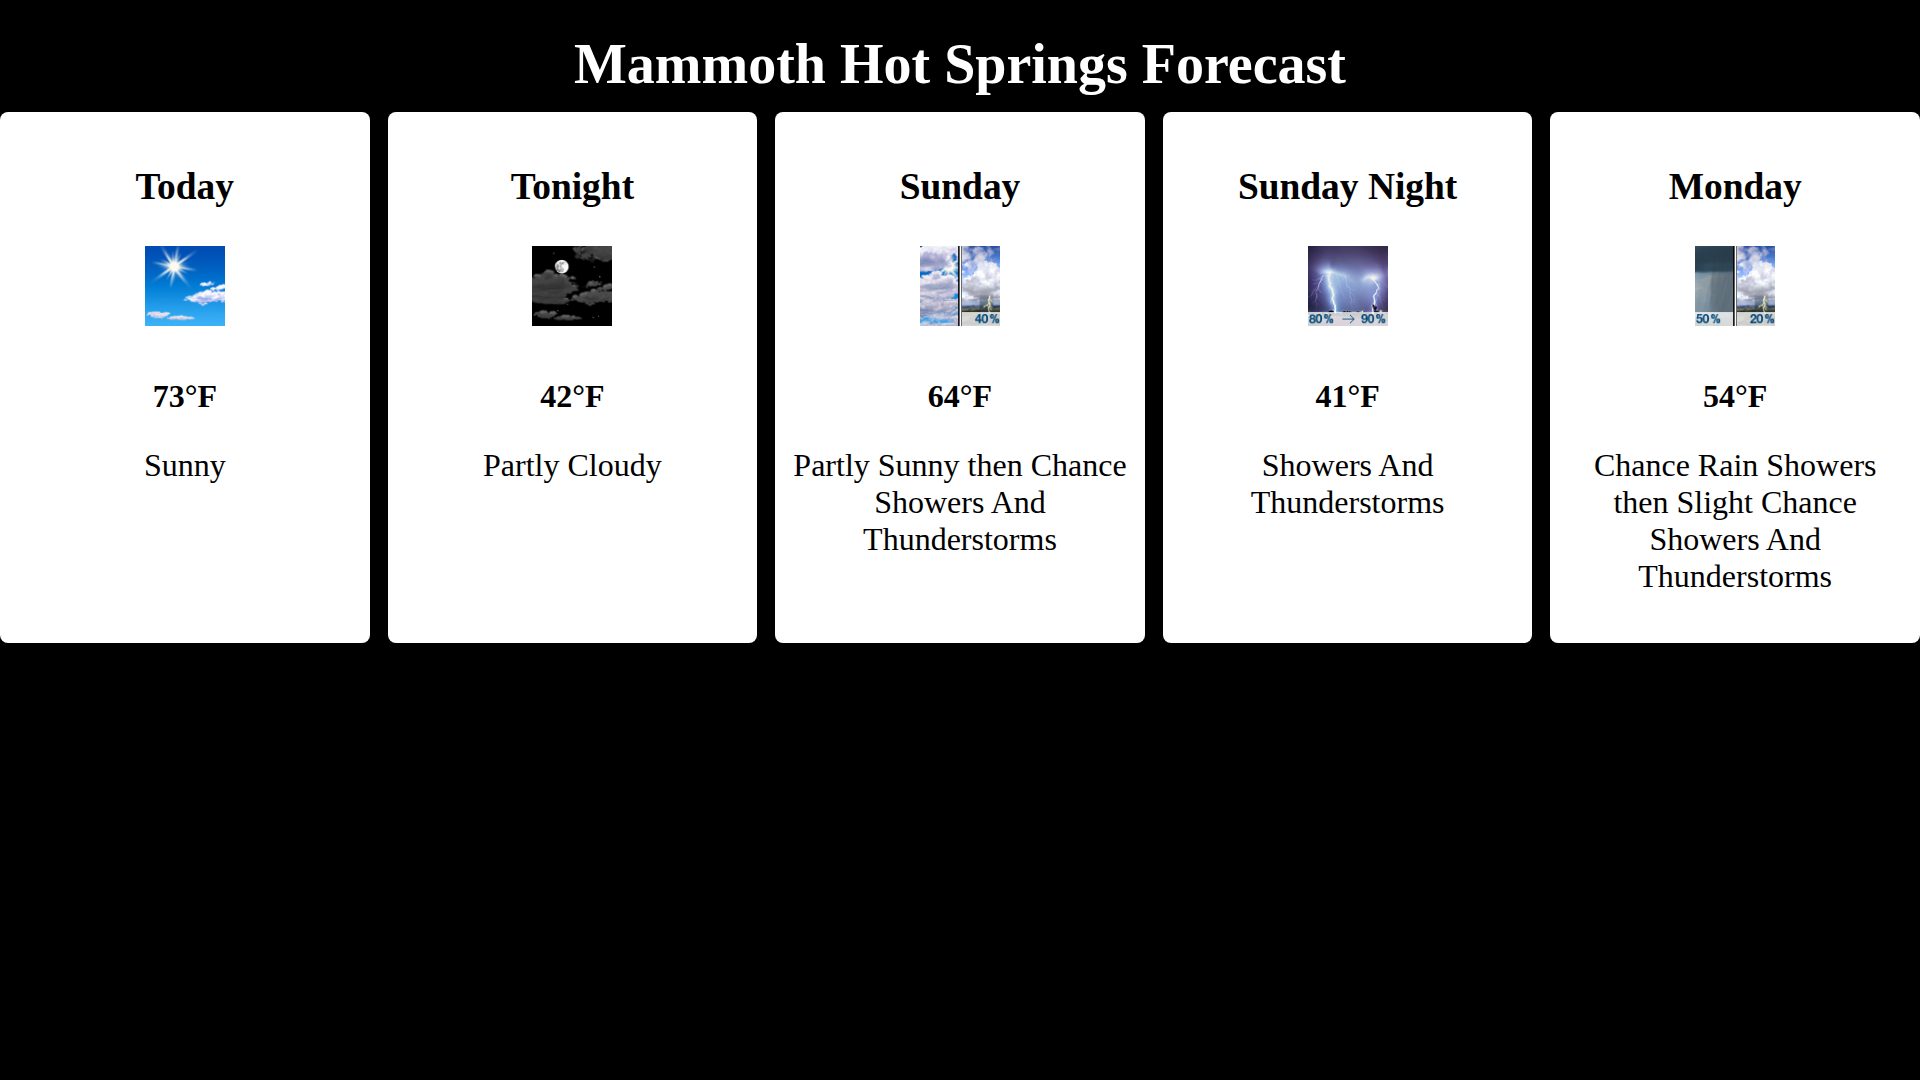 Mammoth Hot Springs Forecast
Today
73°F
Sunny
Tonight
42°F
Partly Cloudy
Sunday
40%
64°F
Partly Sunny then Chance
Showers And
Thunderstorms
Sunday Night
80% → 90%
41°F
Showers And
Thunderstorms
Monday
50% 20%
54°F
Chance Rain Showers
then Slight Chance
Showers And
Thunderstorms